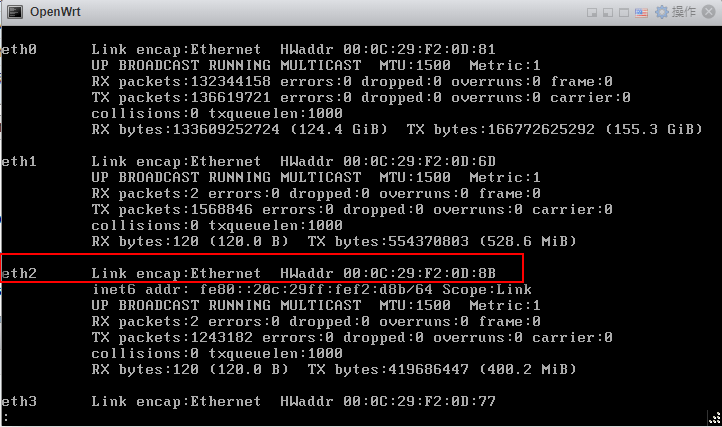 OpenWrt 操作
eth0 Link encap:Ethernet HWaddr 00:0C:29:F2:0D:81
UP BROADCAST RUNNING MULTICAST MTU:1500 Metric:1
RX packets:132344158 errors:0 dropped:0 overruns:0 frame:0
TX packets:136619721 errors:0 dropped:0 overruns:0 carrier:0
collisions:0 txqueuelen:1000
RX bytes:133609252724 (124.4 GiB) TX bytes:166772625292 (155.3 GiB)
eth1 Link encap:Ethernet HWaddr 00:0C:29:F2:0D:6D
UP BROADCAST RUNNING MULTICAST MTU:1500 Metric:1
RX packets:2 errors:0 dropped:0 overruns:0 frame:0
TX packets:1568846 errors:0 dropped:0 overruns:0 carrier:0
collisions:0 txqueuelen:1000
RX bytes:120 (120.0 B) TX bytes:554370803 (528.6 MiB)
eth2 Link encap:Ethernet HWaddr 00:0C:29:F2:0D:8B
inet6 addr: fe80::20c:29ff:fef2:d8b/64 Scope:Link
UP BROADCAST RUNNING MULTICAST MTU:1500 Metric:1
RX packets:2 errors:0 dropped:0 overruns:0 frame:0
TX packets:1243182 errors:0 dropped:0 overruns:0 carrier:0
collisions:0 txqueuelen:1000
RX bytes:120 (120.0 B) TX bytes:419686447 (400.2 MiB)
eth3 Link encap:Ethernet HWaddr 00:0C:29:F2:0D:77
: